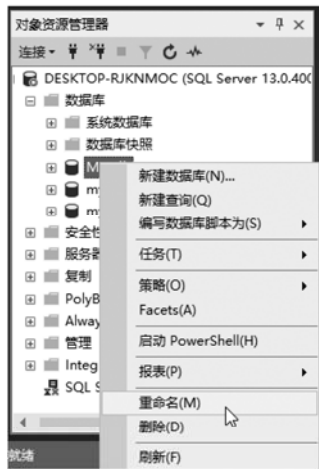 对象资源管理器
连接
DESKTOP-RJKNMOC (SQL Server 13.0.400
数据库
系统数据库
数据库快照
新建数据库(N)...
新建查询(Q)
编写数据库脚本为(S)
安全性
任务(T)
服务器
策略(O)
复制
Facets(A)
PolyB
启动 PowerShell(H)
Alway
管理
报表(P)
Integ
SQL S
重命名(M)
删除(D)
刷新(F)
就绪